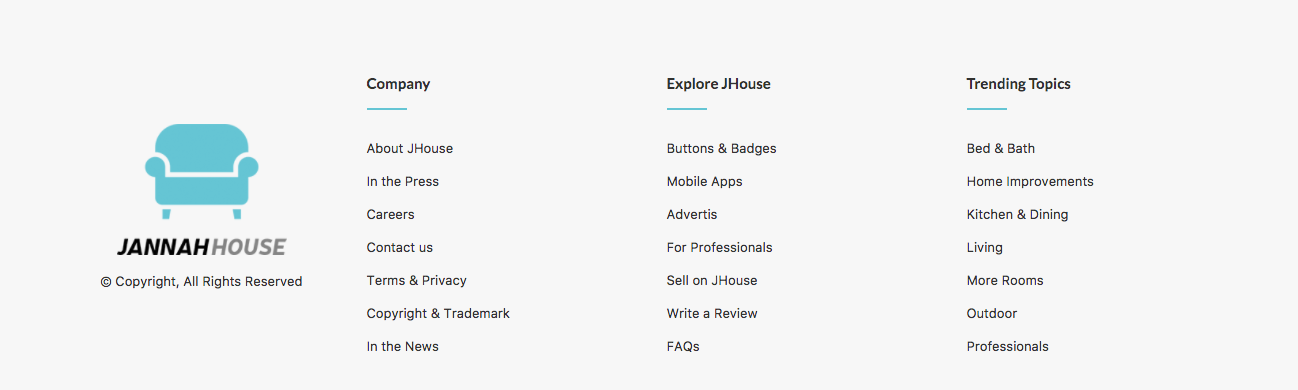 JANNAH HOUSE
© Copyright, All Rights Reserved
Company
About JHouse
In the Press
Careers
Contact us
Terms & Privacy
Copyright & Trademark
In the News
Explore JHouse
Buttons & Badges
Mobile Apps
Advertis
For Professionals
Sell on JHouse
Write a Review
FAQs
Trending Topics
Bed & Bath
Home Improvements
Kitchen & Dining
Living
More Rooms
Outdoor
Professionals